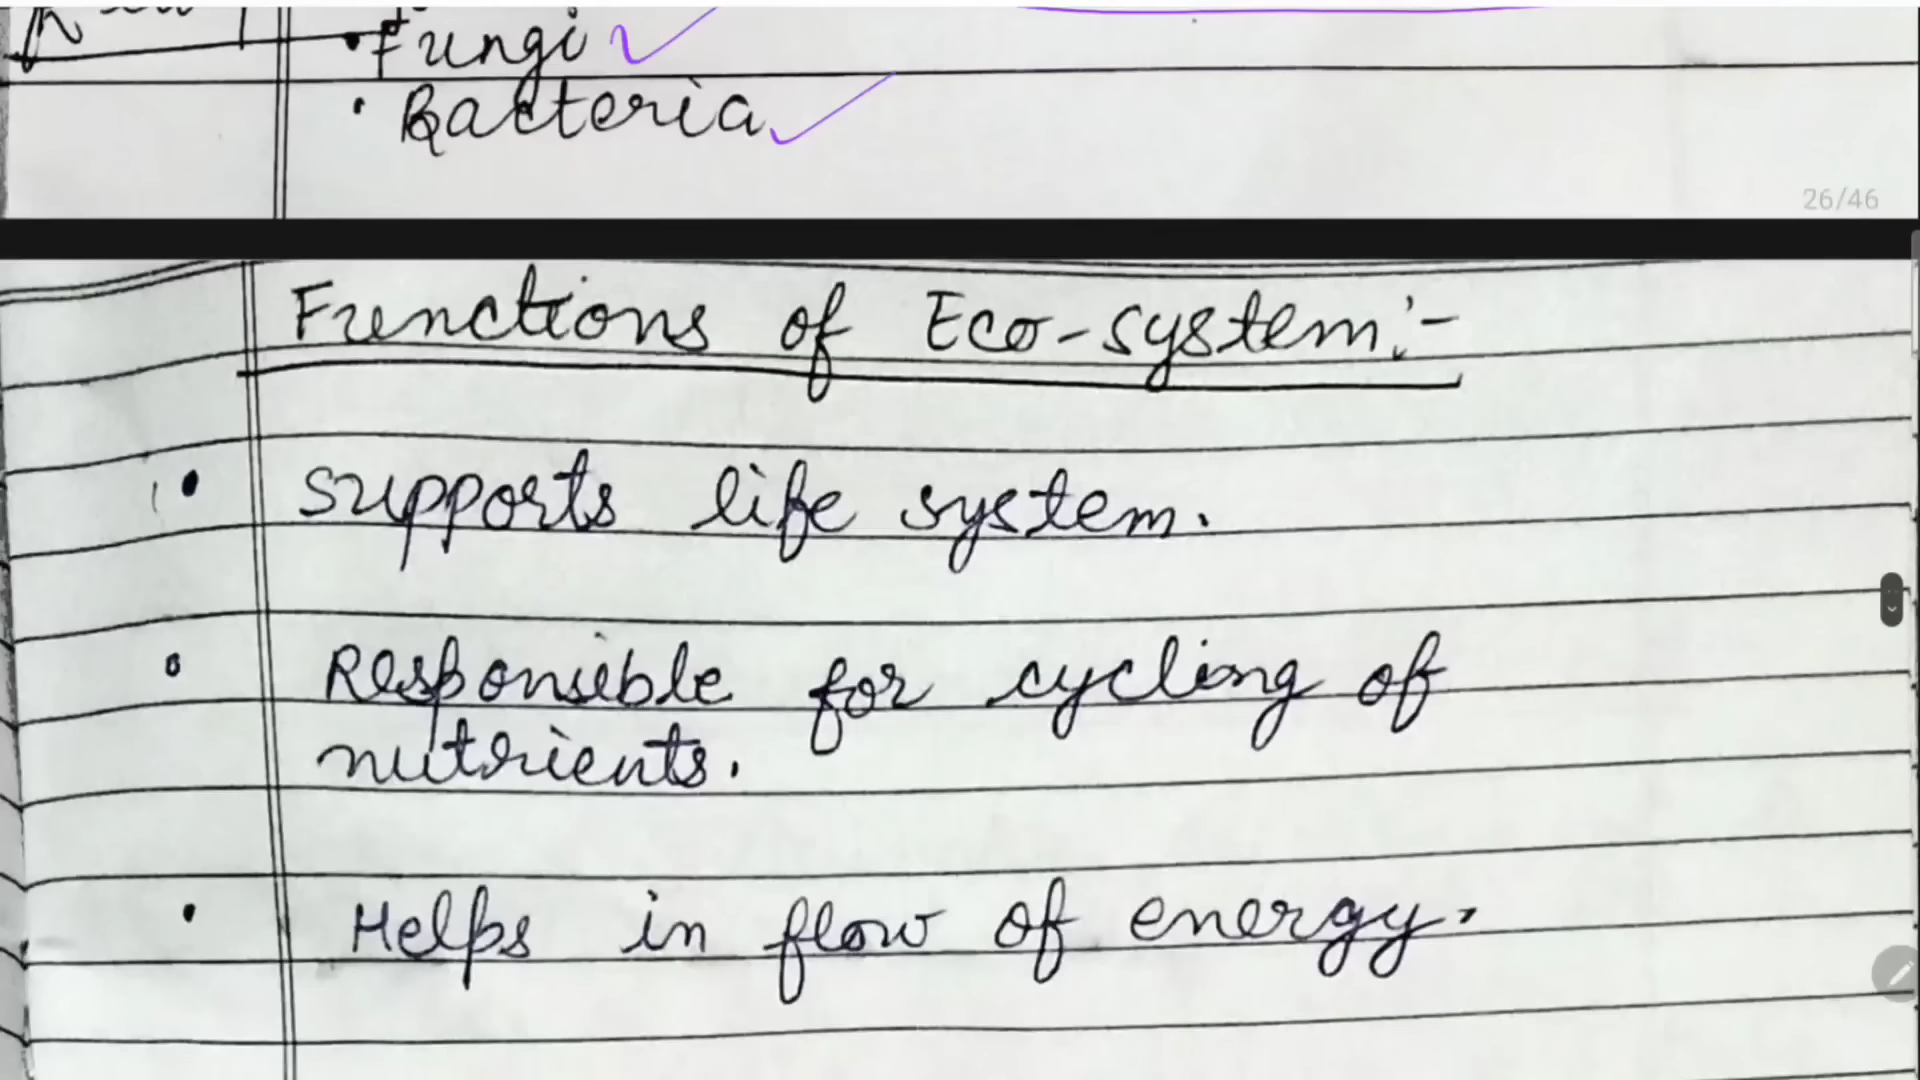 • Fungi
• Bacteria
26/46
Functions of Eco-system:-
• Supports life system.
• Responsible for cycling of
nutrients.
• Helps in flow of energy.